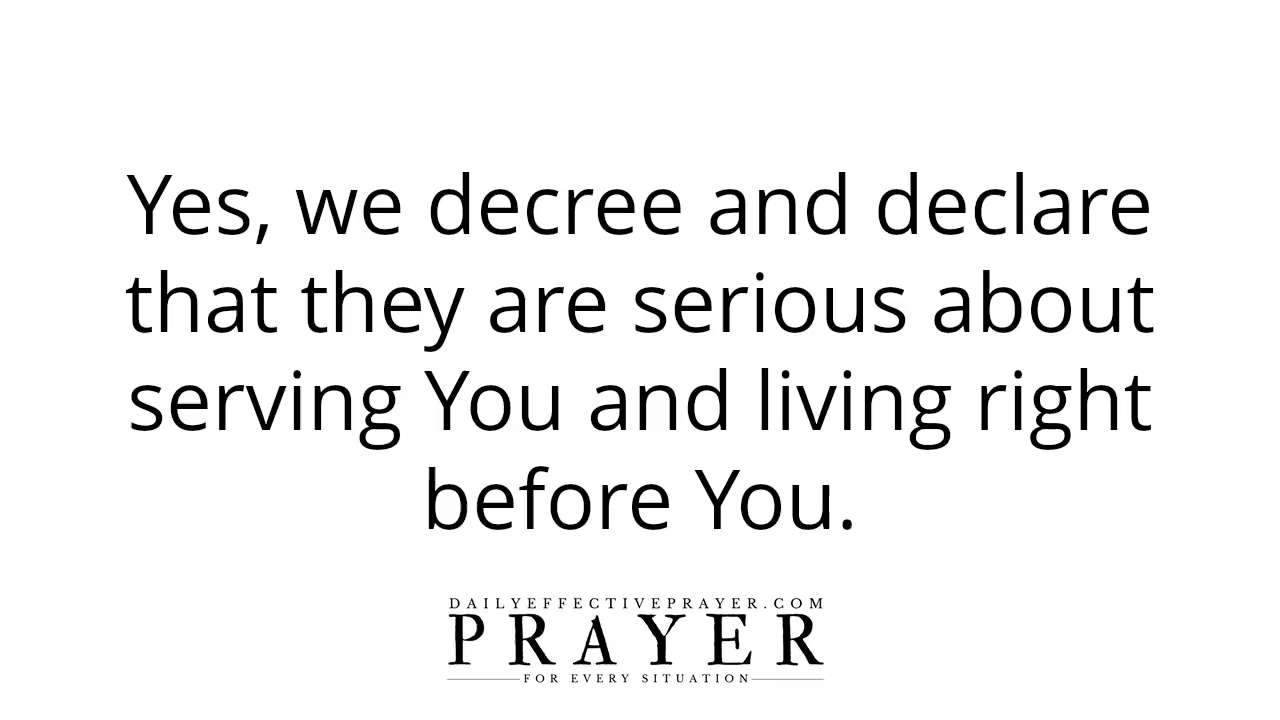 Yes, we decree and declare
that they are serious about
serving You and living right
before You.
DAILYEFFECTIVEPRAYER.COM
PRAYER
FOR EVERY SITUATION